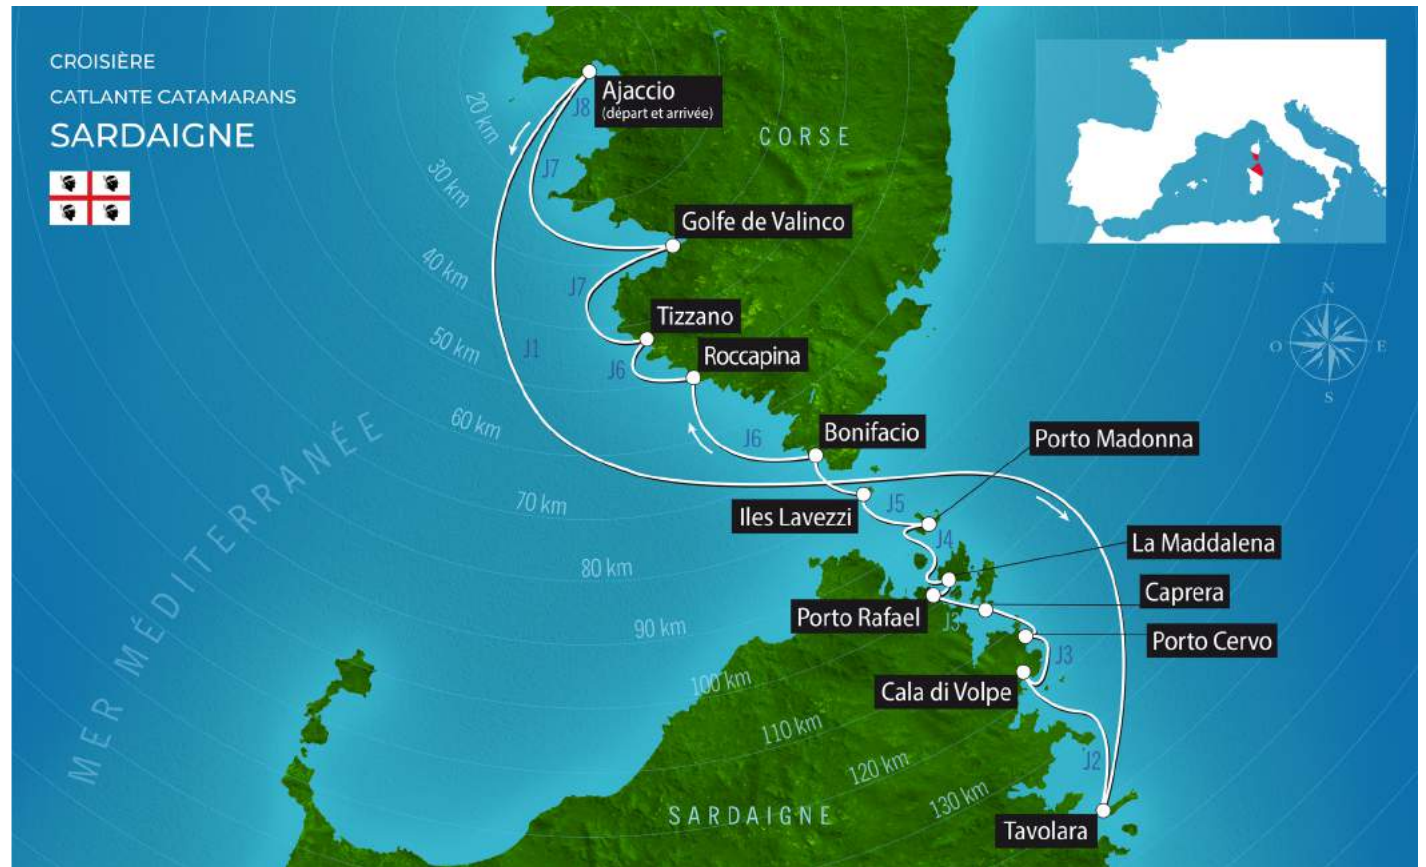 CROISIÈRE
CATLANTE CATAMARANS
SARDAIGNE
Ajaccio
(départ et arrivée)
J8
20 km
CORSE
J7
30 km
Golfe de Valinco
40 km
J7
Tizzano
50 km
J1
Roccapina
J6
60 km
J6
Bonifacio
Porto Madonna
N
O
E
S
MER MÉDITERRANÉE
70 km
Iles Lavezzi
J5
J4
La Maddalena
80 km
Caprera
Porto Rafael
J3
90 km
Porto Cervo
J3
100 km
Cala di Volpe
110 km
J2
120 km
130 km
SARDAIGNE
Tavolara